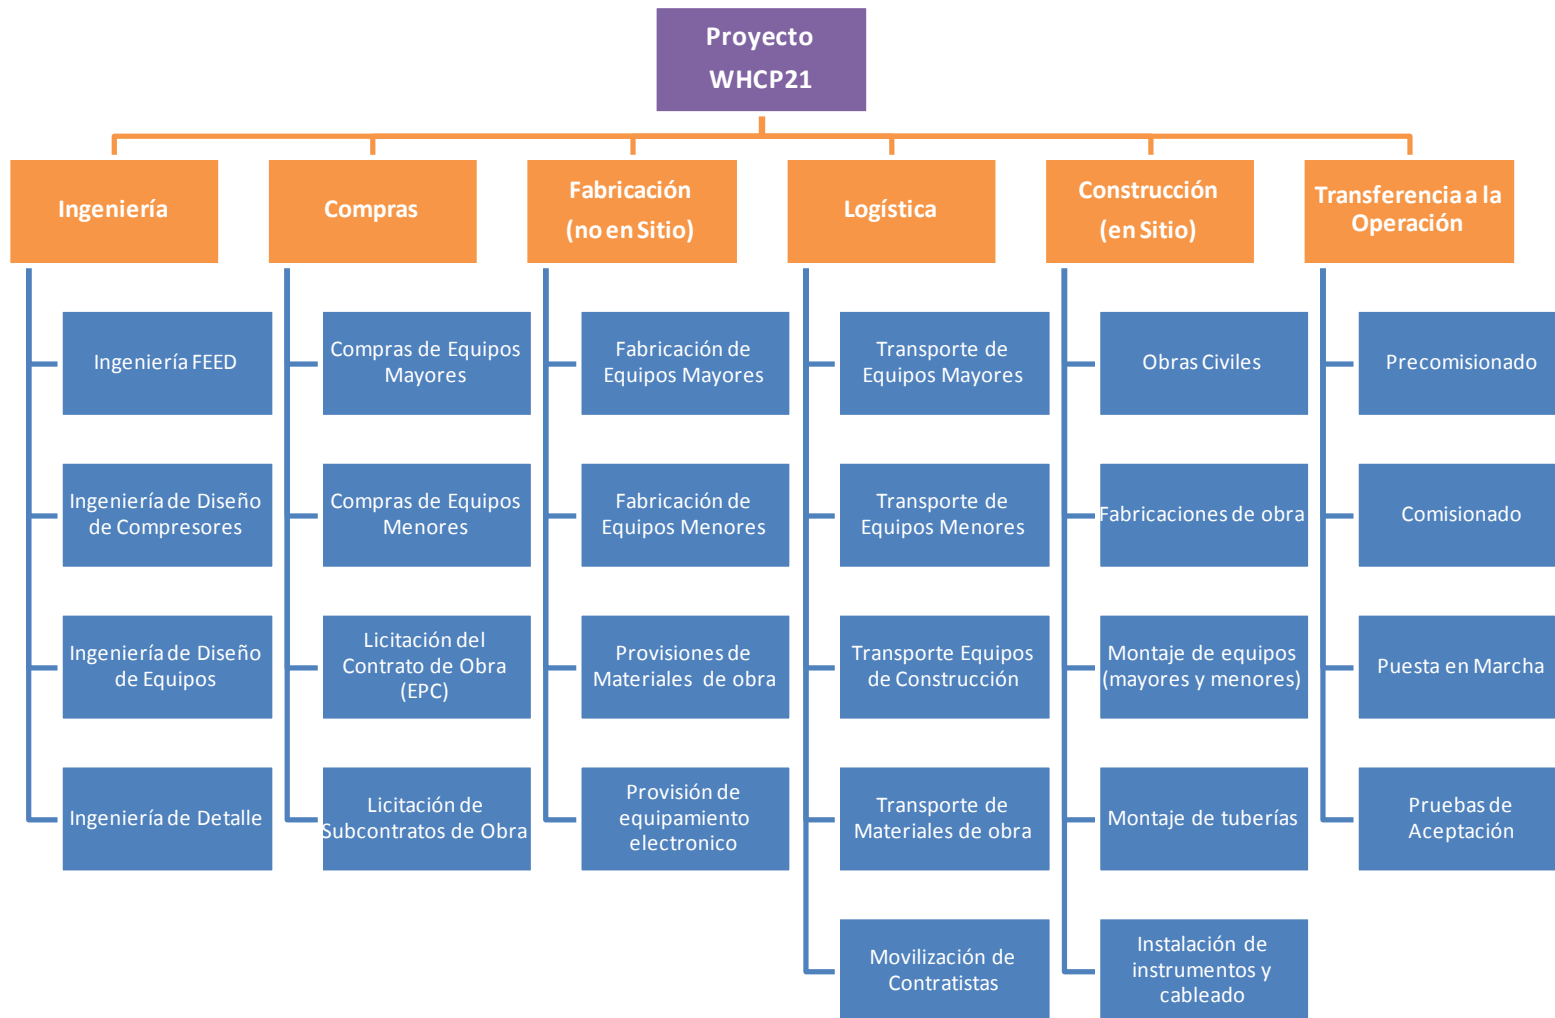 Proyecto
WHCP21
Ingeniería
Compras
Fabricación
(no en Sitio)
Logística
Construcción
(en Sitio)
Transferencia a la
Operación
Ingeniería FEED
Ingeniería de Diseño
de Compresores
Ingeniería de Diseño
de Equipos
Ingeniería de Detalle
Compras de Equipos
Mayores
Compras de Equipos
Menores
Licitación del
Contrato de Obra
(EPC)
Licitación de
Subcontratos de Obra
Fabricación de
Equipos Mayores
Fabricación de
Equipos Menores
Provisiones de
Materiales de obra
Provisión de
equipamiento
electronico
Transporte de
Equipos Mayores
Transporte de
Equipos Menores
Transporte Equipos
de Construcción
Transporte de
Materiales de obra
Movilización de
Contratistas
Obras Civiles
Fabricaciones de obra
Montaje de equipos
(mayores y menores)
Montaje de tuberías
Instalación de
instrumentos y
cableado
Precomisionado
Comisionado
Puesta en Marcha
Pruebas de
Aceptación